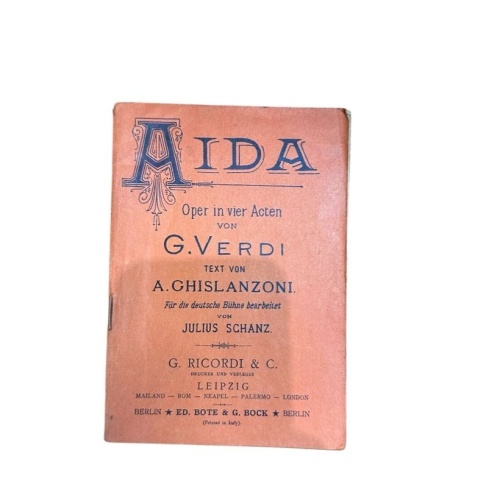 AIDA
Oper in vier Acten
VON
G. VERDI
TEXT VON
A. GHISLANZONI.
Für die deutsche Bühne bearbeitet
VON
JULIUS SCHANZ.
G. RICORDI & C.
DRUCKER UND VERLEGER
LEIPZIG
MAILAND — ROM — NEAPEL — PALERMO — LONDON
BERLIN ★ ED. BOTE & G. BOCK ★ BERLIN
(Printed in Italy)